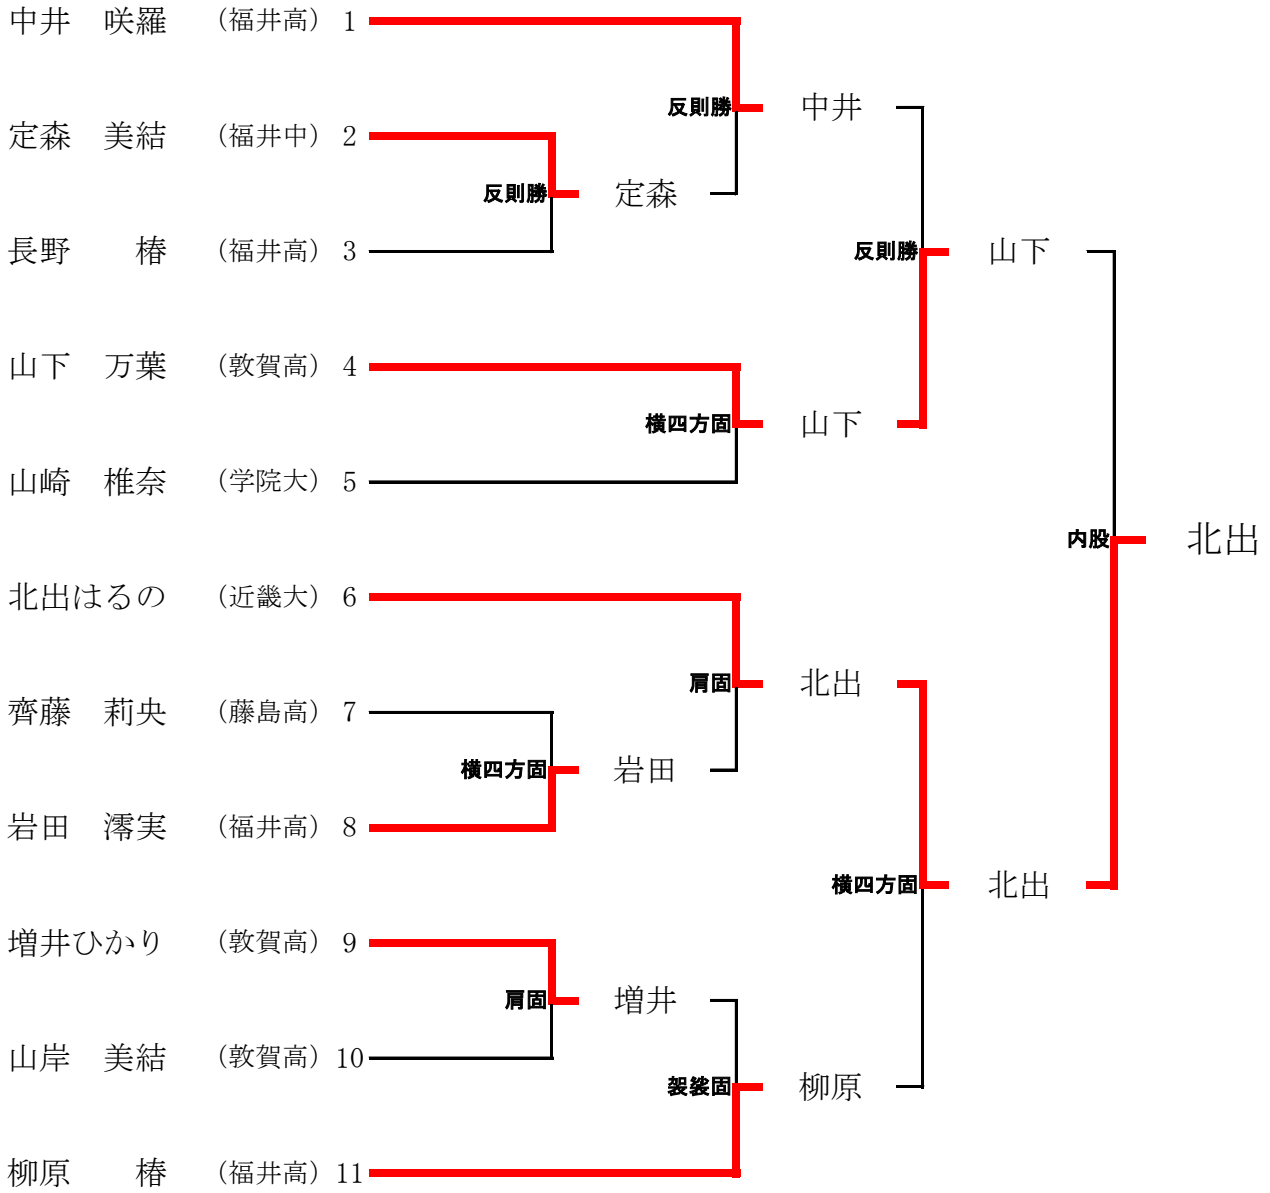 中井　咲羅　（福井高）　1
反則勝　中井
定森　美結　（福井中）　2
反則勝　定森
長野　　椿　（福井高）　3
反則勝　山下
山下　万葉　（敦賀高）　4
横四方固　山下
山崎　椎奈　（学院大）　5
内股　北出
北出はるの　（近畿大）　6
肩固　北出
齊藤　莉央　（藤島高）　7
横四方固　岩田
岩田　澪実　（福井高）　8
横四方固　北出
増井ひかり　（敦賀高）　9
肩固　増井
山岸　美結　（敦賀高）　10
袈裟固　柳原
柳原　　椿　（福井高）　11